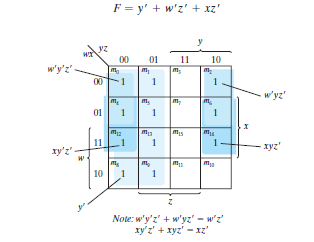 F = y′ + w′z′ + xz′
y
yz
wx
00 01 11 10
w′y′z′
m₀ m₁ m₃ m₂
00 1 1 1
w′yz′
m₄ m₅ m₇ m₆
01 1 1 1
x
m₁₂ m₁₃ m₁₅ m₁₄
11 1 1 1
xy′z′
xyz′
w
m₈ m₉ m₁₁ m₁₀
10 1 1
y′
z
Note: w′y′z′ + w′yz′ = w′z′
xy′z′ + xyz′ = xz′